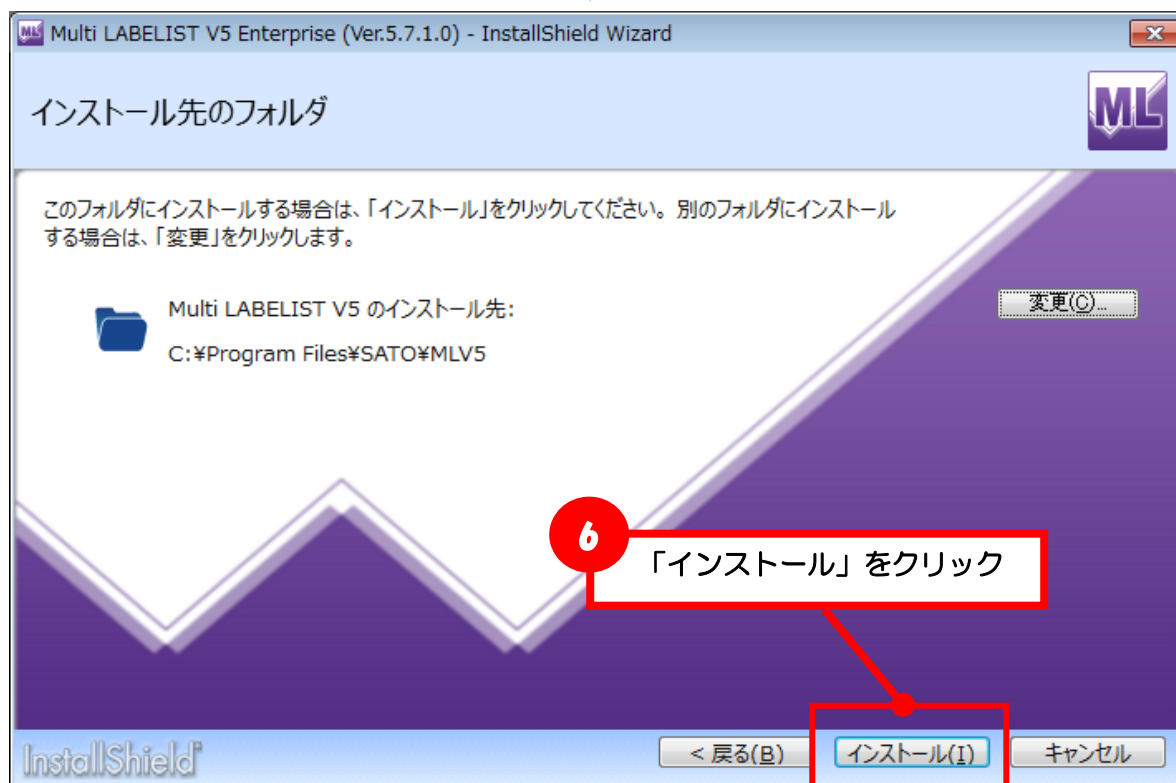 Multi LABELIST V5 Enterprise (Ver.5.7.1.0) - InstallShield Wizard
インストール先のフォルダ
ML
このフォルダにインストールする場合は、「インストール」をクリックしてください。別のフォルダにインストール
する場合は、「変更」をクリックします。
Multi LABELIST V5 のインストール先:
変更(C)...
C:¥Program Files¥SATO¥MLV5
6
「インストール」をクリック
InstallShield
< 戻る(B)
インストール(I)
キャンセル